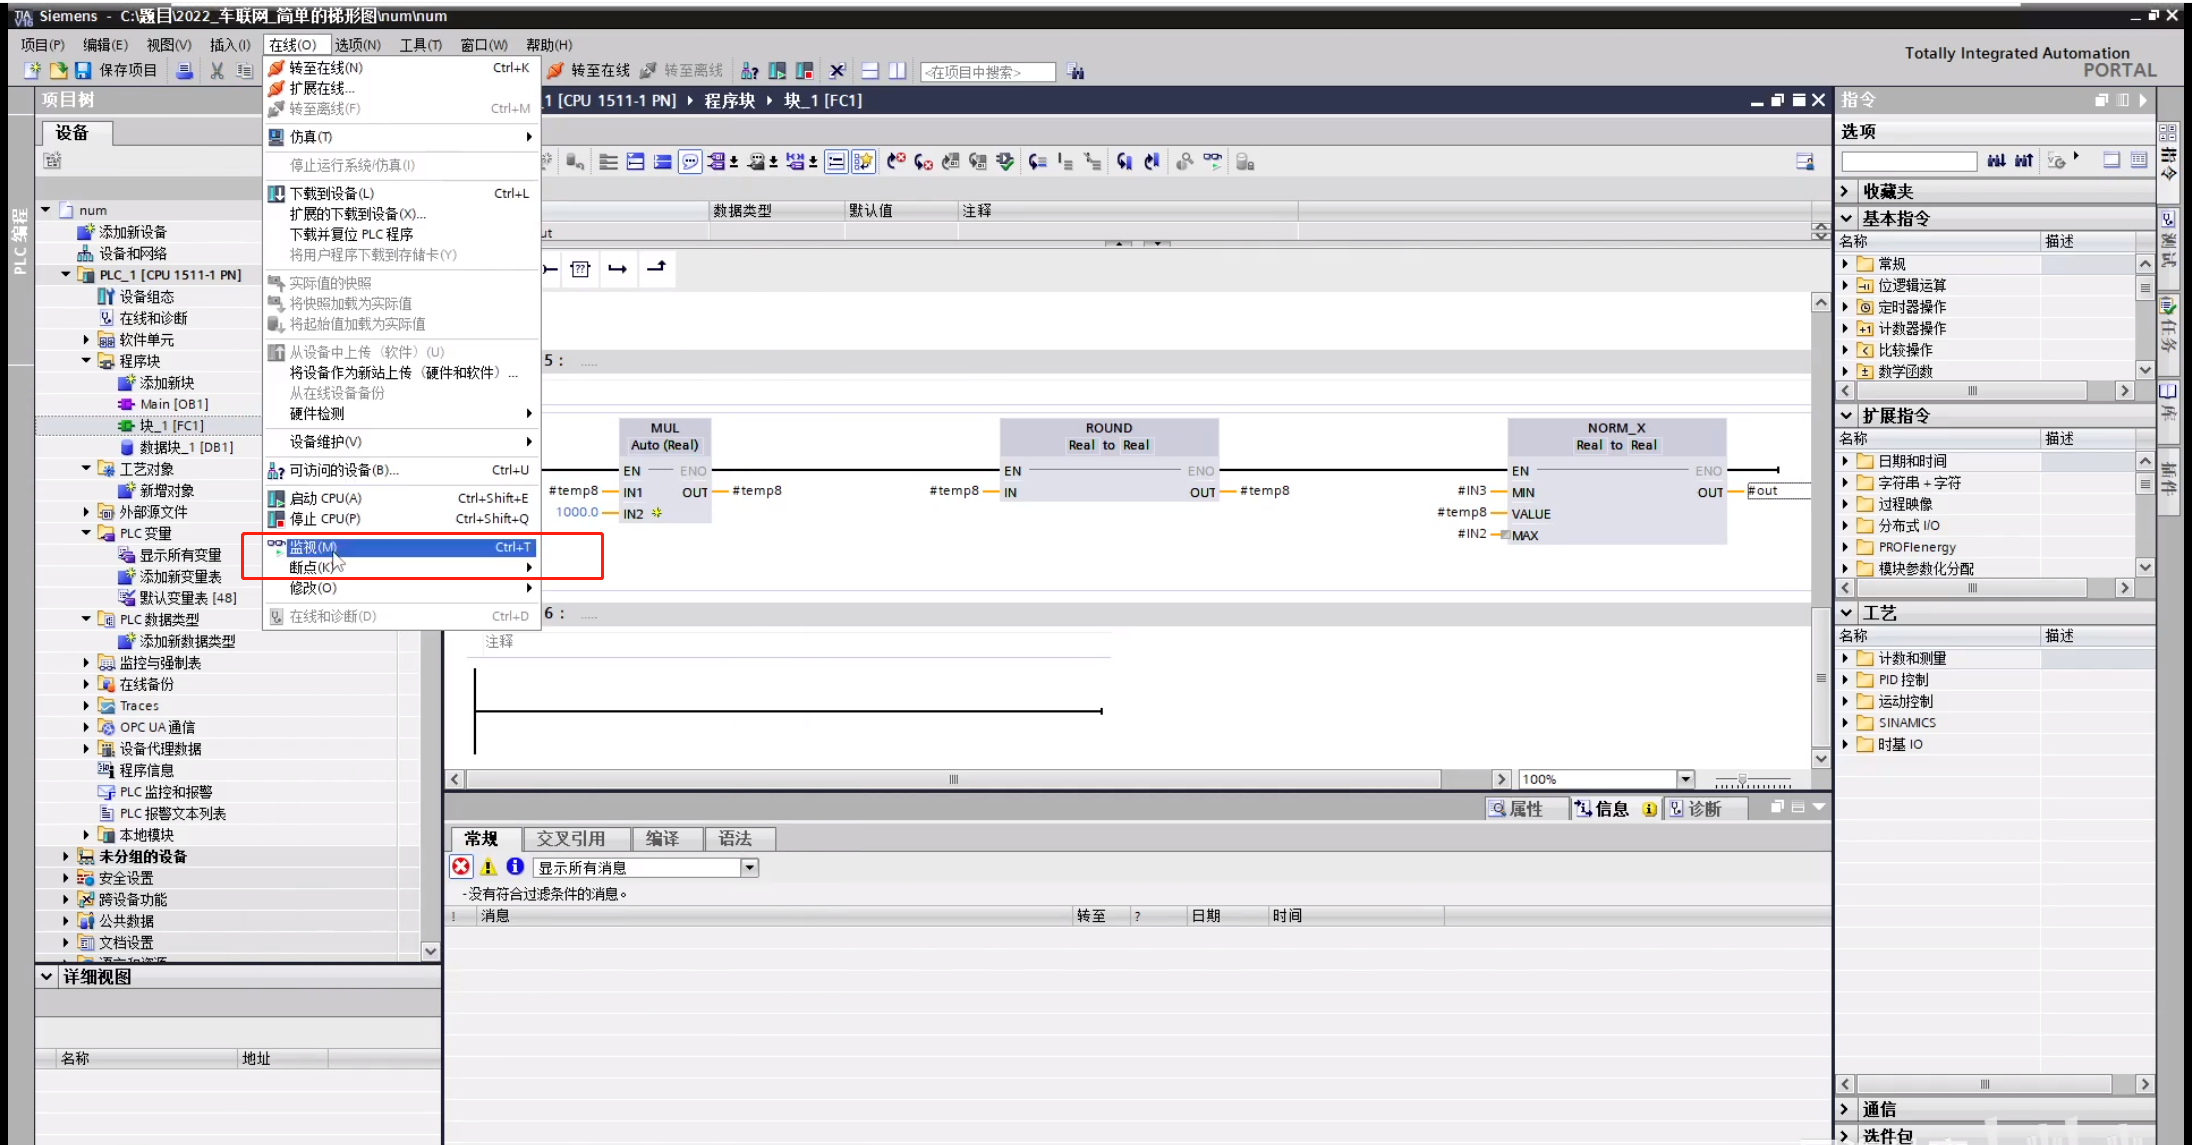 Siemens - C:\题目\2022_车联网_简单的梯形图\num\num
项目(P) 编辑(E) 视图(V) 插入(I) 在线(O) 选项(N) 工具(T) 窗口(W) 帮助(H)
Totally Integrated Automation
PORTAL
保存项目 转至在线 转至离线 <在项目中搜索>
转至在线(N) Ctrl+K
扩展在线...
转至离线(F) Ctrl+M
仿真(T)
停止运行系统/仿真(I)
下载到设备(L) Ctrl+L
扩展的下载到设备(X)...
下载并复位 PLC 程序
将用户程序下载到存储卡(Y)
实际值的快照
将快照加载为实际值
将起始值加载为实际值
从设备中上传（软件）(U)
将设备作为新站上传（硬件和软件）...
从在线设备备份
硬件检测
设备维护(V)
可访问的设备(B)... Ctrl+U
启动 CPU(A) Ctrl+Shift+E
停止 CPU(P) Ctrl+Shift+Q
监视(M) Ctrl+T
断点(K)
修改(O)
在线和诊断(D) Ctrl+D
项目树
设备
PLC 编程
num
添加新设备
设备和网络
PLC_1 [CPU 1511-1 PN]
设备组态
在线和诊断
软件单元
程序块
添加新块
Main [OB1]
块_1 [FC1]
数据块_1 [DB1]
工艺对象
新增对象
外部源文件
PLC 变量
显示所有变量
添加新变量表
默认变量表 [48]
PLC 数据类型
添加新数据类型
监控与强制表
在线备份
Traces
OPC UA 通信
设备代理数据
程序信息
PLC 监控和报警
PLC 报警文本列表
本地模块
未分组的设备
安全设置
跨设备功能
公共数据
文档设置
详细视图
名称 地址
_1 [CPU 1511-1 PN] 程序块 块_1 [FC1]
数据类型 默认值 注释
ut
??
5： .....
MUL
Auto (Real)
EN ENO
#temp8 IN1 OUT #temp8
1000.0 IN2
ROUND
Real to Real
EN ENO
#temp8 IN OUT #temp8
NORM_X
Real to Real
EN ENO
#IN3 MIN OUT #out
#temp8 VALUE
#IN2 MAX
6： .....
注释
100%
属性 信息 诊断
常规 交叉引用 编译 语法
显示所有消息
-没有符合过滤条件的消息。
! 消息 转至 ? 日期 时间
指令
选项
收藏夹
基本指令
名称 描述
常规
位逻辑运算
定时器操作
计数器操作
比较操作
数学函数
扩展指令
名称 描述
日期和时间
字符串 + 字符
过程映像
分布式 I/O
PROFIenergy
模块参数化分配
工艺
名称 描述
计数和测量
PID 控制
运动控制
SINAMICS
时基 IO
通信
选件包
测试
任务
库
插件